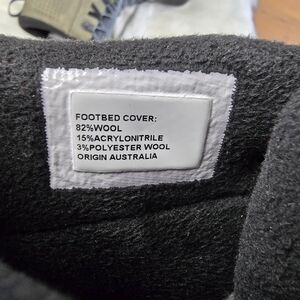 FOOTBED COVER:
82%WOOL
15%ACRYLONITRILE
3%POLYESTER WOOL
ORIGIN AUSTRALIA